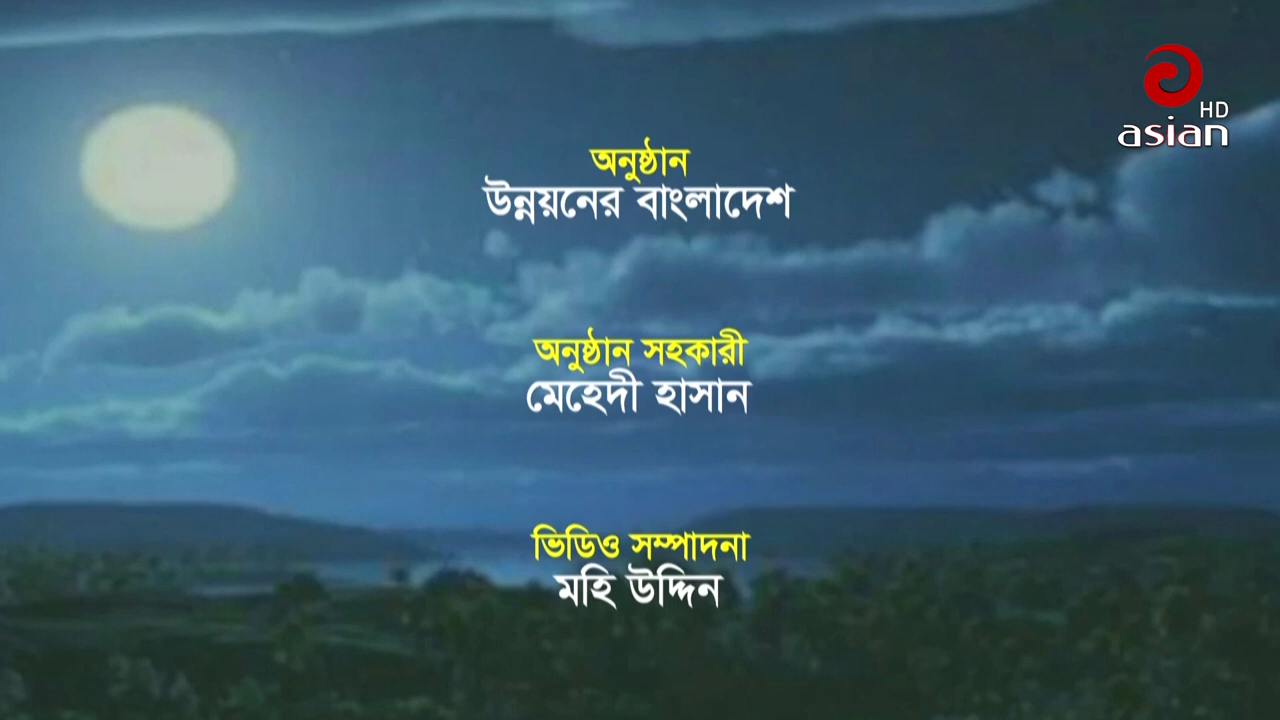 HD
asian
অনুষ্ঠান
উন্নয়নের বাংলাদেশ
অনুষ্ঠান সহকারী
মেহেদী হাসান
ভিডিও সম্পাদনা
মহি উদ্দিন